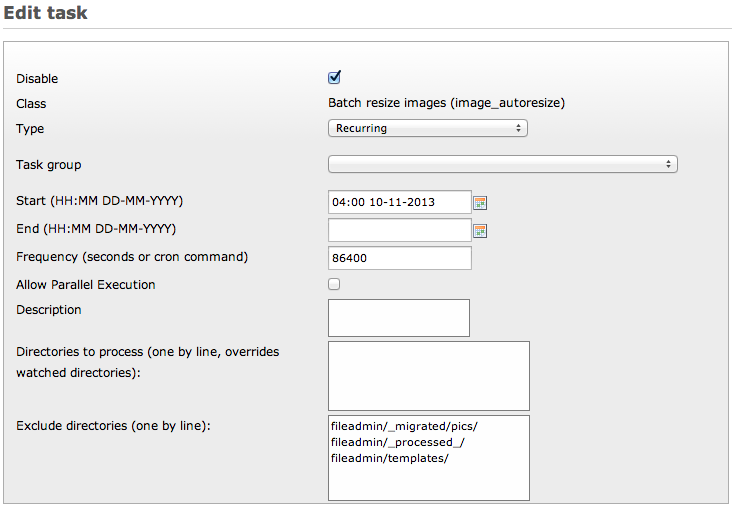 Edit task
Disable
Class Batch resize images (image_autoresize)
Type Recurring
Task group
Start (HH:MM DD-MM-YYYY) 04:00 10-11-2013
End (HH:MM DD-MM-YYYY)
Frequency (seconds or cron command) 86400
Allow Parallel Execution
Description
Directories to process (one by line, overrides
watched directories):
Exclude directories (one by line):
fileadmin/_migrated/pics/
fileadmin/_processed_/
fileadmin/templates/